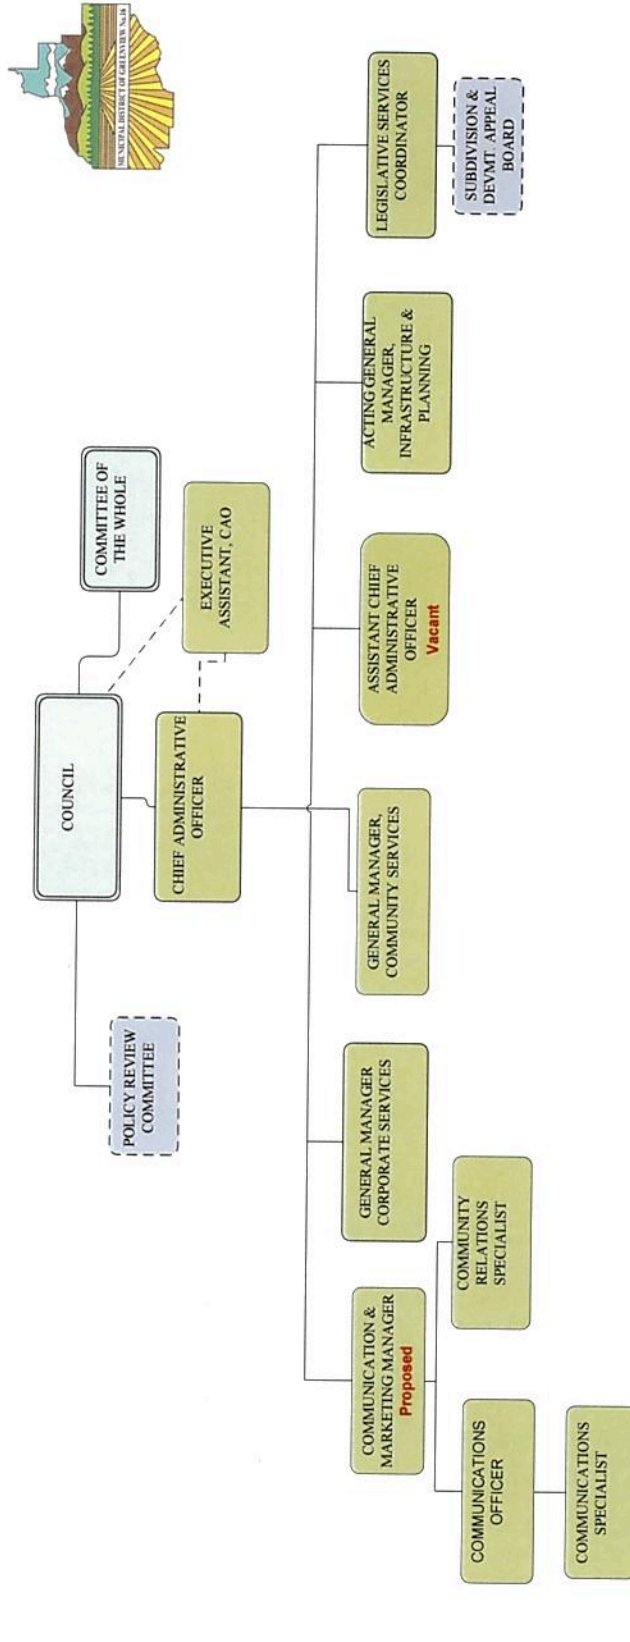 MUNICIPAL DISTRICT OF GREENVIEW No.16
COUNCIL
COMMITTEE OF
THE WHOLE
POLICY REVIEW
COMMITTEE
CHIEF ADMINISTRATIVE
OFFICER
EXECUTIVE
ASSISTANT, CAO
COMMUNICATION &
MARKETING MANAGER
Proposed
GENERAL MANAGER
CORPORATE SERVICES
GENERAL MANAGER,
COMMUNITY SERVICES
ASSISTANT CHIEF
ADMINISTRATIVE
OFFICER
Vacant
ACTING GENERAL
MANAGER,
INFRASTRUCTURE &
PLANNING
LEGISLATIVE SERVICES
COORDINATOR
SUBDIVISION &
DEVMT. APPEAL
BOARD
COMMUNICATIONS
OFFICER
COMMUNITY
RELATIONS
SPECIALIST
COMMUNICATIONS
SPECIALIST